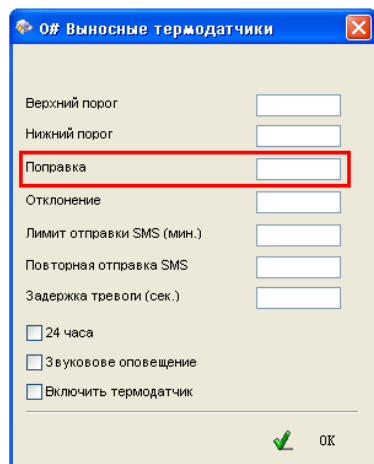 0# Выносные термодатчики
Верхний порог
Нижний порог
Поправка
Отклонение
Лимит отправки SMS (мин.)
Повторная отправка SMS
Задержка тревоги (сек.)
24 часа
Звуковове оповещение
Включить термодатчик
OK